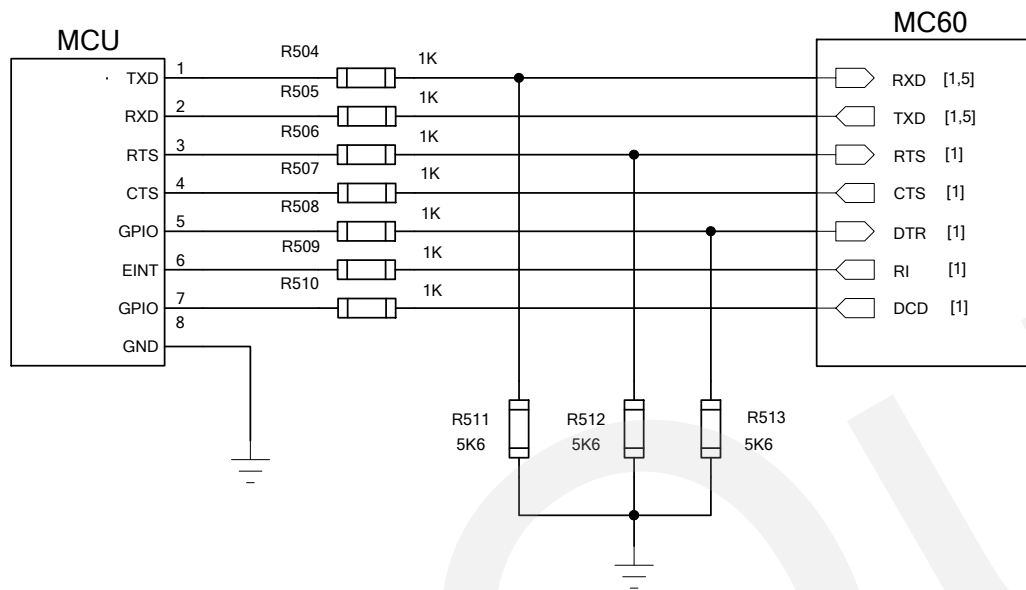 MC60
MCU
R504 1K
TXD 1 RXD [1,5]
R505 1K
RXD 2 TXD [1,5]
R506 1K
RTS 3 RTS [1]
R507 1K
CTS 4 CTS [1]
R508 1K
GPIO 5 DTR [1]
R509 1K
EINT 6 RI [1]
R510 1K
GPIO 7 DCD [1]
8
GND
R511 R512 R513
5K6 5K6 5K6